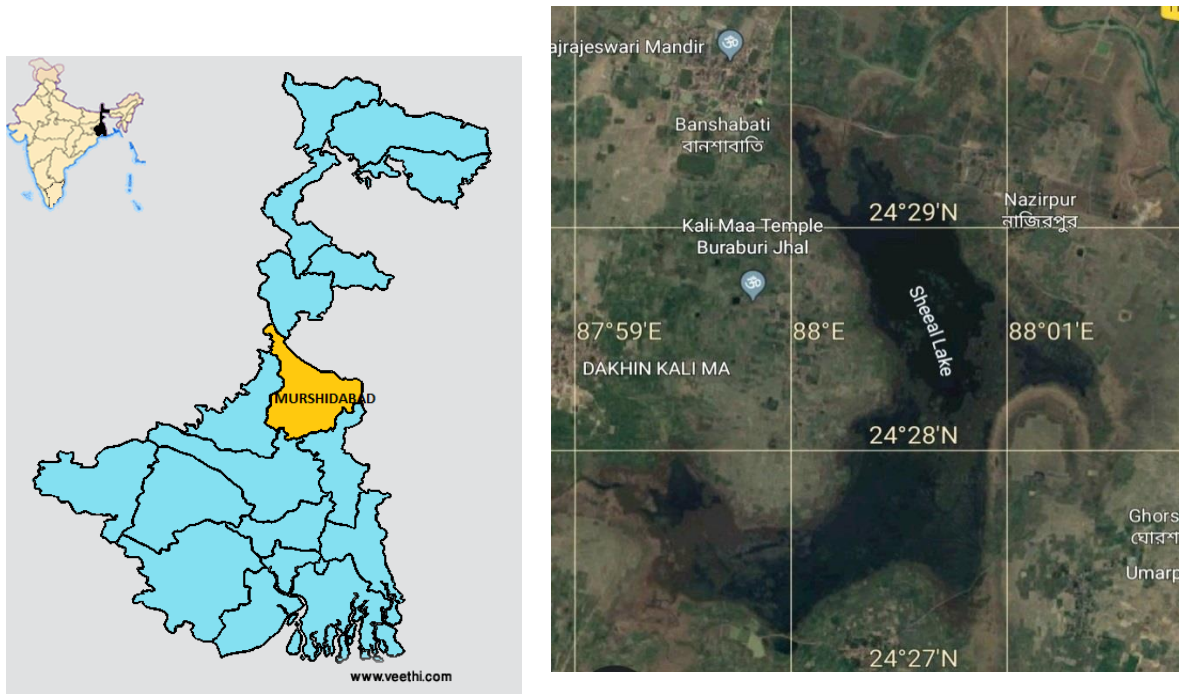 MURSHIDABAD
www.veethi.com
ajrajeswari Mandir
Banshabati
বানশাবাতি
Nazirpur
নাজিরপুর
24°29'N
Kali Maa Temple
Buraburi Jhal
Sheeal Lake
87°59'E
88°E
88°01'E
DAKHIN KALI MA
24°28'N
Ghors
ঘোরশা
Umarp
24°27'N